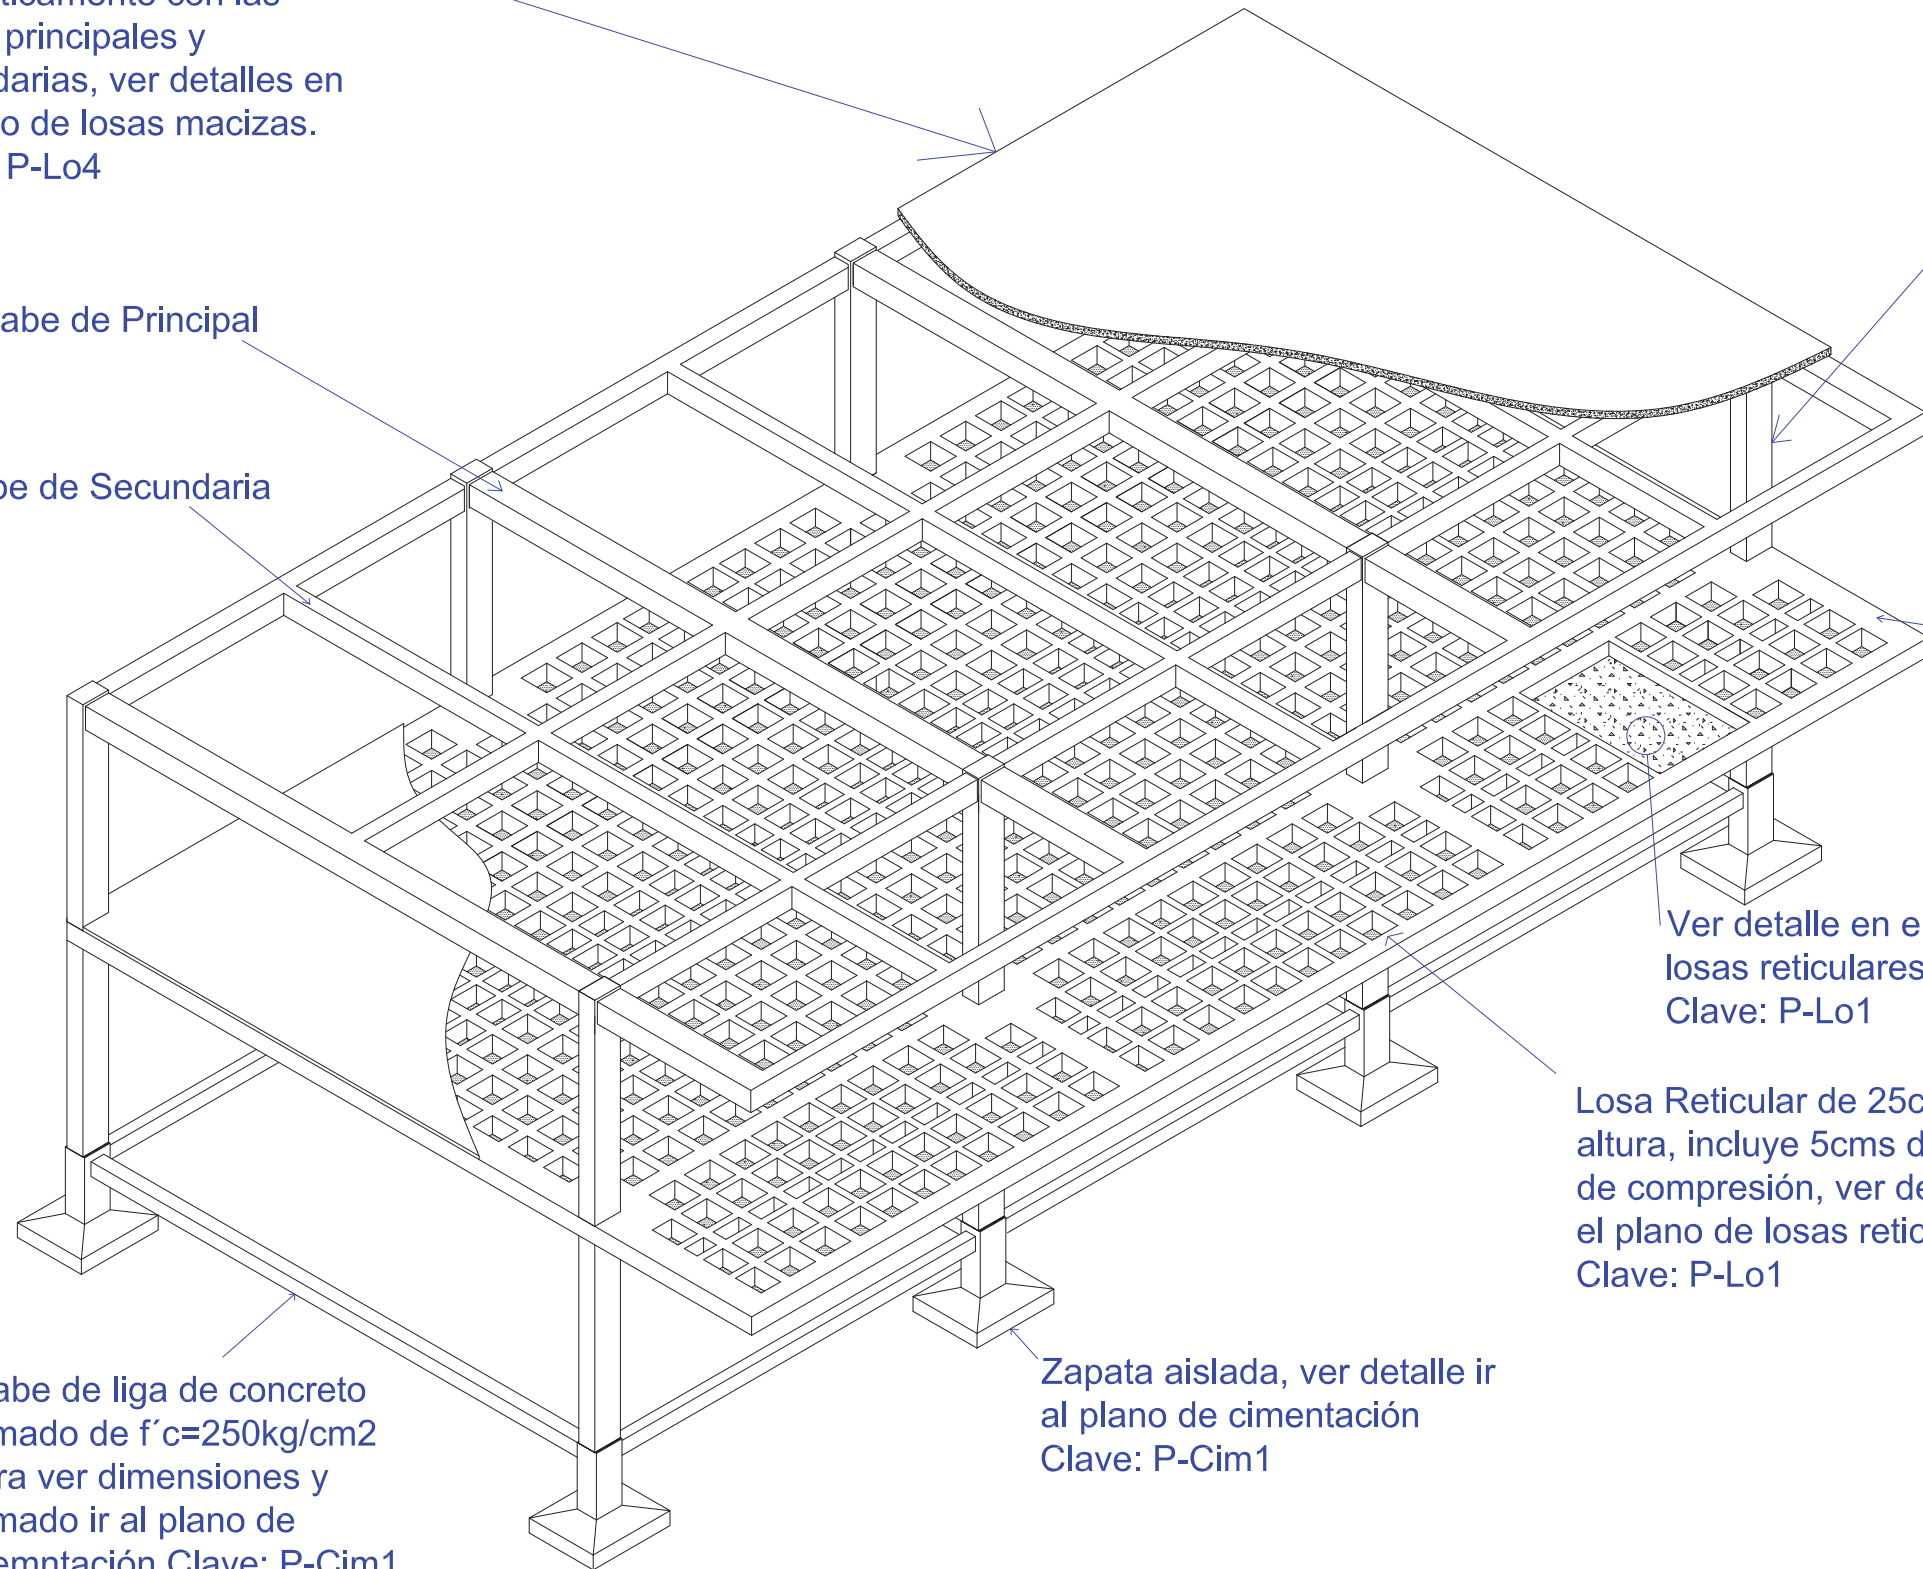 principales y
darias, ver detalles en
o de losas macizas.
P-Lo4
abe de Principal
be de Secundaria
Ver detalle en e
losas reticulares
Clave: P-Lo1
Losa Reticular de 25c
altura, incluye 5cms d
de compresión, ver de
el plano de losas retic
Clave: P-Lo1
Zapata aislada, ver detalle ir
al plano de cimentación
Clave: P-Cim1
abe de liga de concreto
mado de f´c=250kg/cm2
ra ver dimensiones y
mado ir al plano de
emntación Clave: P-Cim1